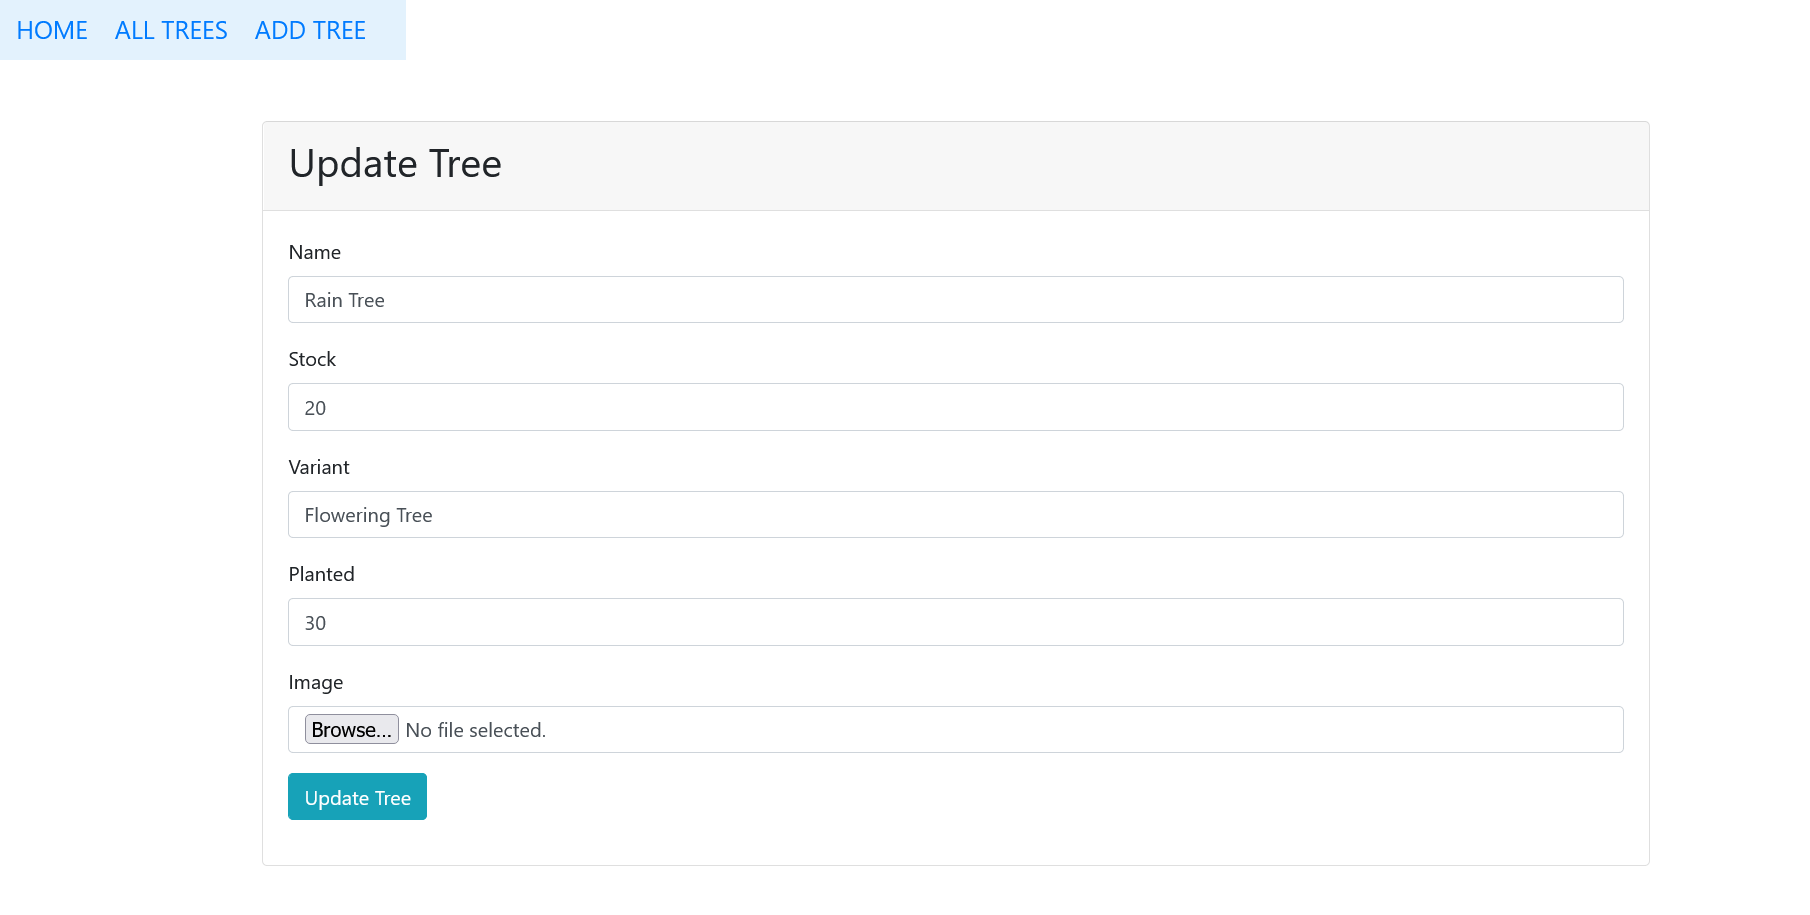 HOME ALL TREES ADD TREE
Update Tree
Name
Rain Tree
Stock
20
Variant
Flowering Tree
Planted
30
Image
Browse... No file selected.
Update Tree